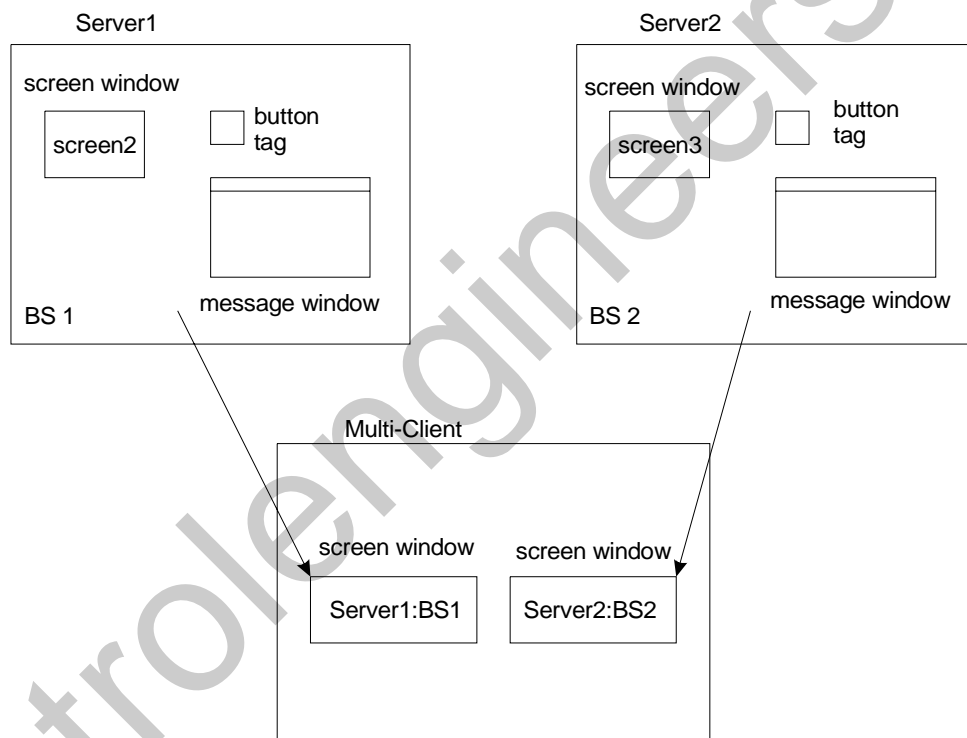 Server1
Server2
screen window
screen2
button
tag
message window
BS 1
screen window
screen3
button
tag
message window
BS 2
Multi-Client
screen window
screen window
Server1:BS1
Server2:BS2
trolengineers